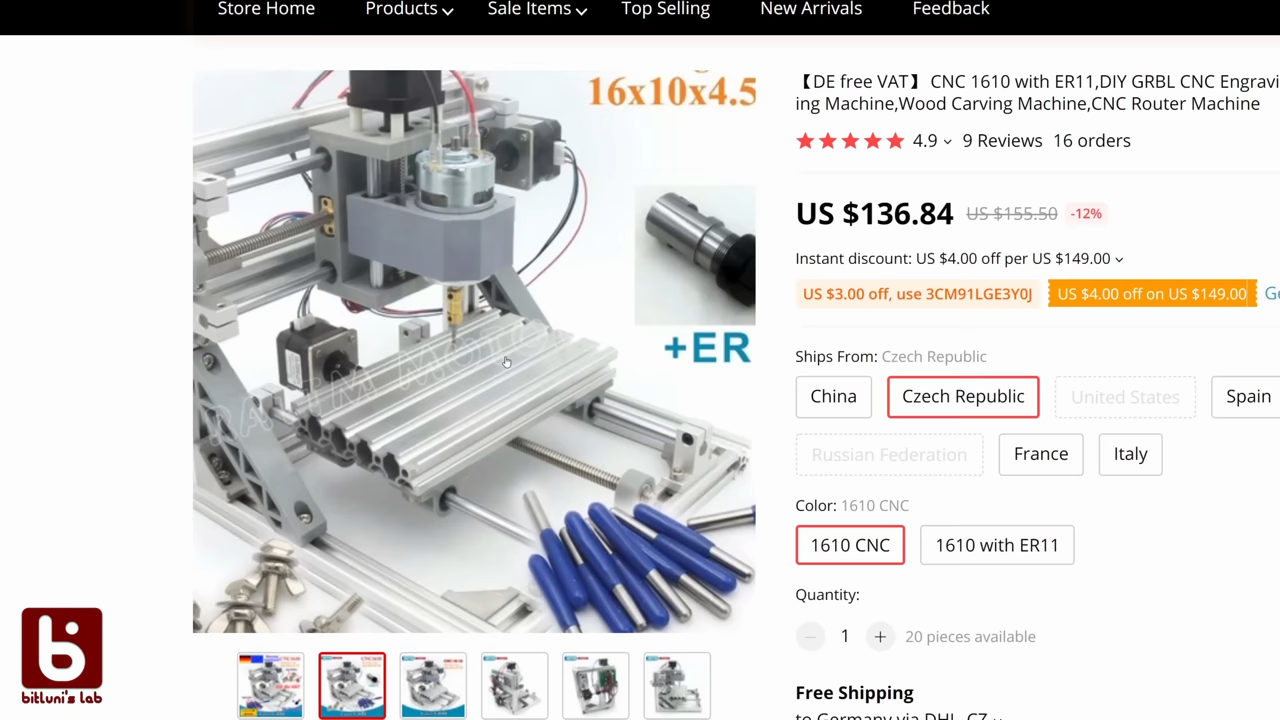 Store Home Products Sale Items Top Selling New Arrivals Feedback
16x10x4.5
+ER
【DE free VAT】 CNC 1610 with ER11,DIY GRBL CNC Engravi
ing Machine,Wood Carving Machine,CNC Router Machine
4.9 9 Reviews 16 orders
US $136.84 US $155.50 -12%
Instant discount: US $4.00 off per US $149.00
US $3.00 off, use 3CM91LGE3Y0J US $4.00 off on US $149.00 Ge
Ships From: Czech Republic
China Czech Republic United States Spain
Russian Federation France Italy
Color: 1610 CNC
1610 CNC 1610 with ER11
Quantity:
1 20 pieces available
Free Shipping
to Germany via DHL_CZ
bitluni's lab